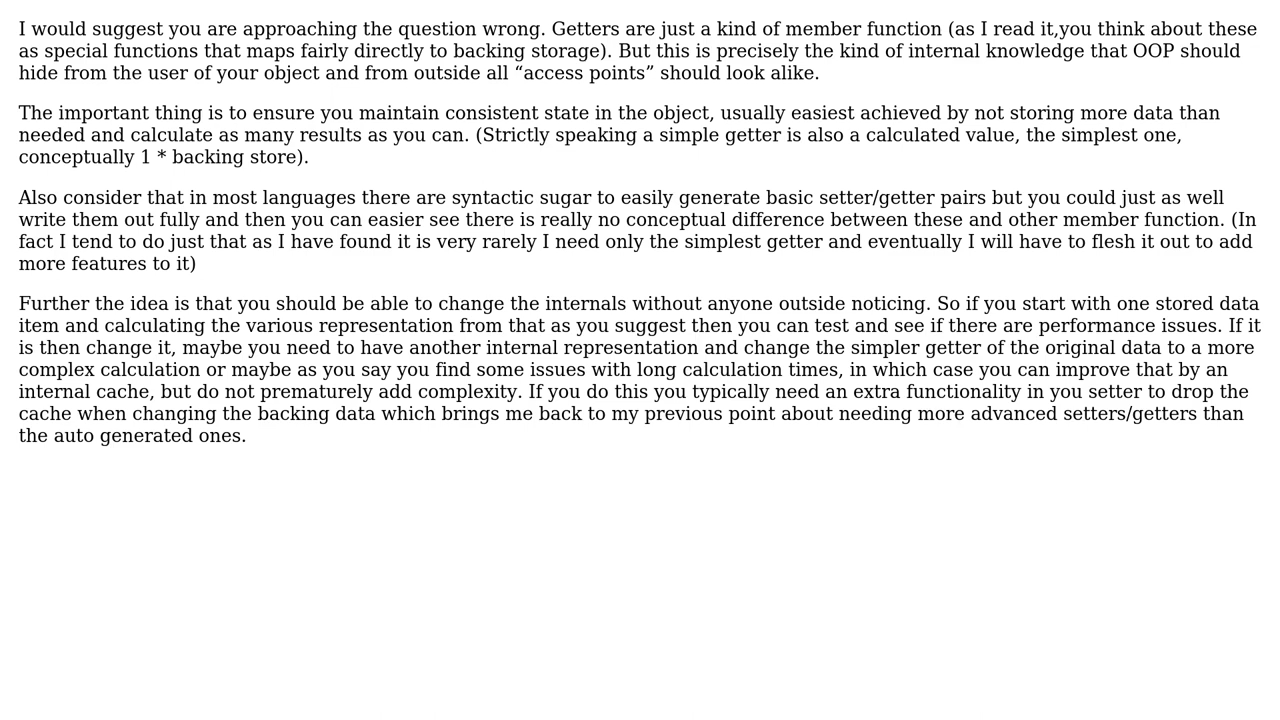 I would suggest you are approaching the question wrong. Getters are just a kind of member function (as I read it,you think about these
as special functions that maps fairly directly to backing storage). But this is precisely the kind of internal knowledge that OOP should
hide from the user of your object and from outside all “access points” should look alike.
The important thing is to ensure you maintain consistent state in the object, usually easiest achieved by not storing more data than
needed and calculate as many results as you can. (Strictly speaking a simple getter is also a calculated value, the simplest one,
conceptually 1 * backing store).
Also consider that in most languages there are syntactic sugar to easily generate basic setter/getter pairs but you could just as well
write them out fully and then you can easier see there is really no conceptual difference between these and other member function. (In
fact I tend to do just that as I have found it is very rarely I need only the simplest getter and eventually I will have to flesh it out to add
more features to it)
Further the idea is that you should be able to change the internals without anyone outside noticing. So if you start with one stored data
item and calculating the various representation from that as you suggest then you can test and see if there are performance issues. If it
is then change it, maybe you need to have another internal representation and change the simpler getter of the original data to a more
complex calculation or maybe as you say you find some issues with long calculation times, in which case you can improve that by an
internal cache, but do not prematurely add complexity. If you do this you typically need an extra functionality in you setter to drop the
cache when changing the backing data which brings me back to my previous point about needing more advanced setters/getters than
the auto generated ones.